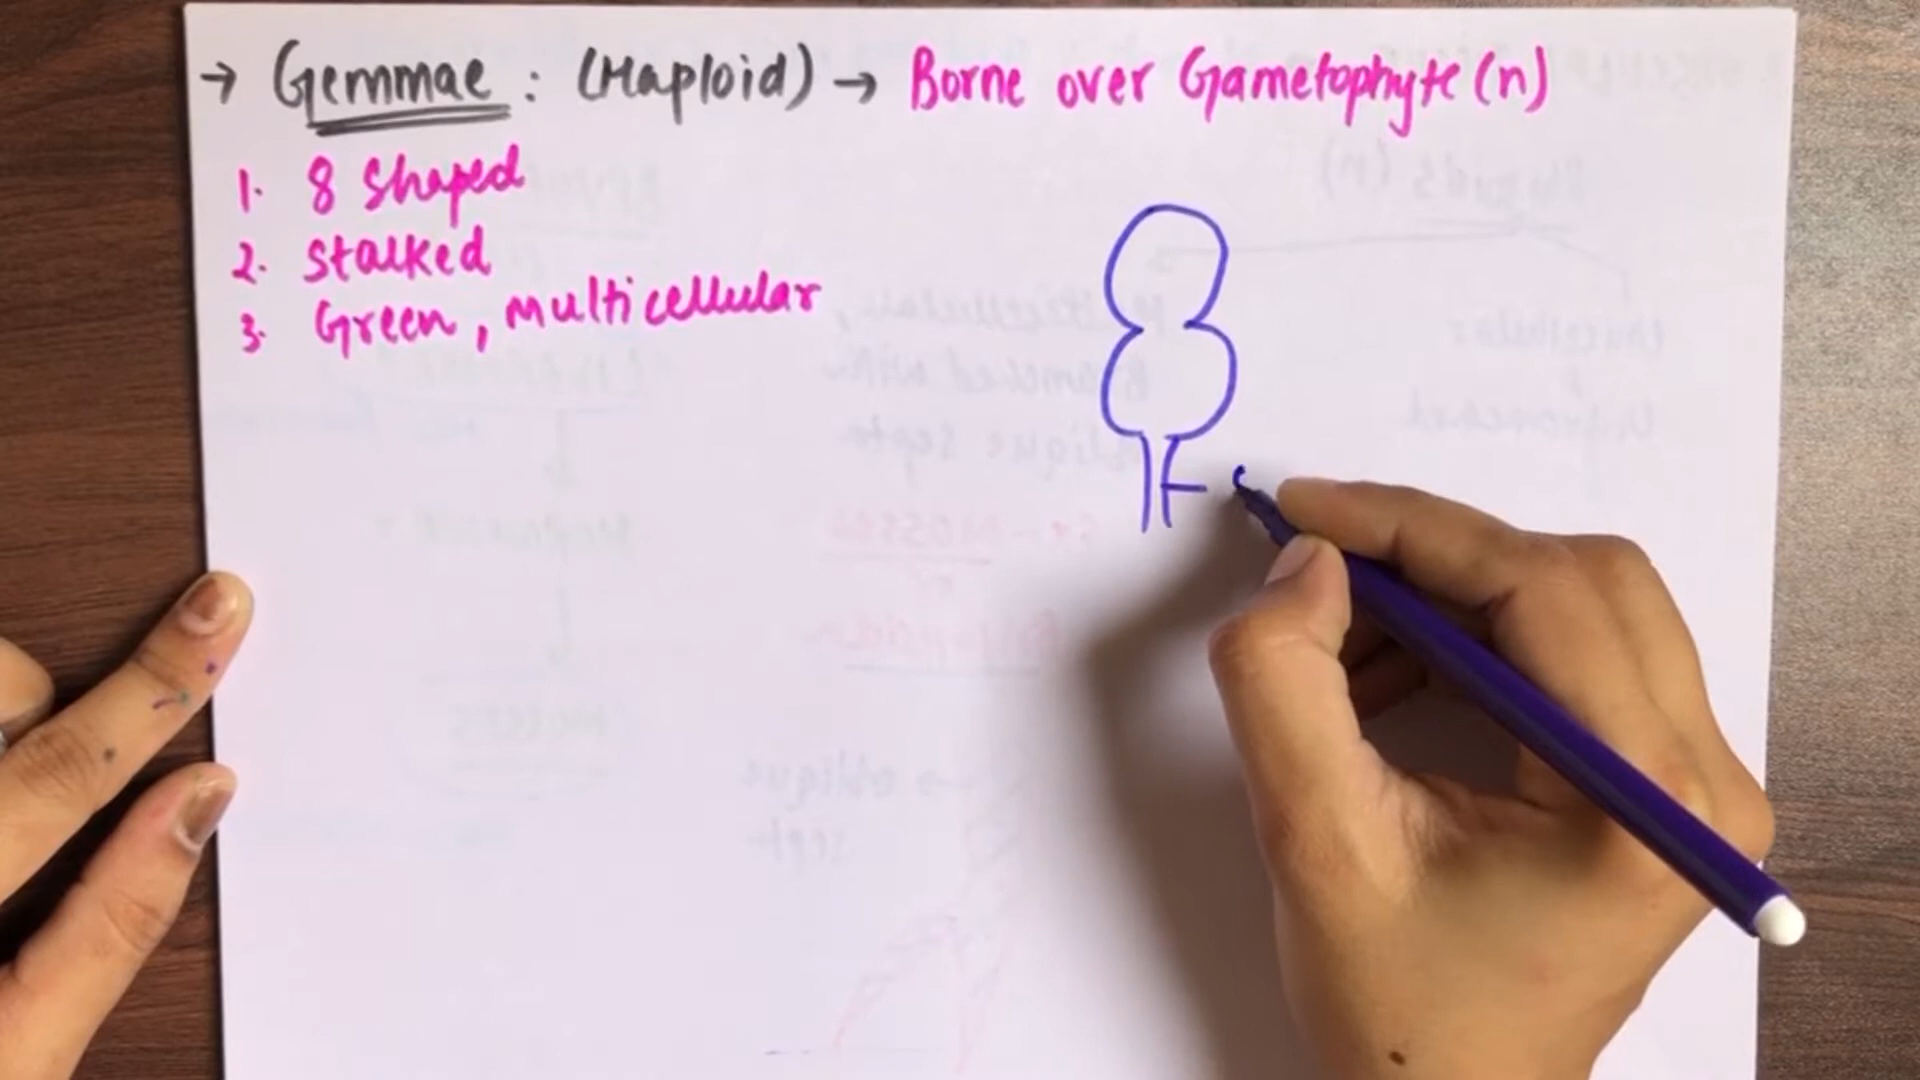 → Gemmae : (Haploid) → Borne over Gametophyte (n)
1. 8 shaped
2. stalked
3. Green, multicellular